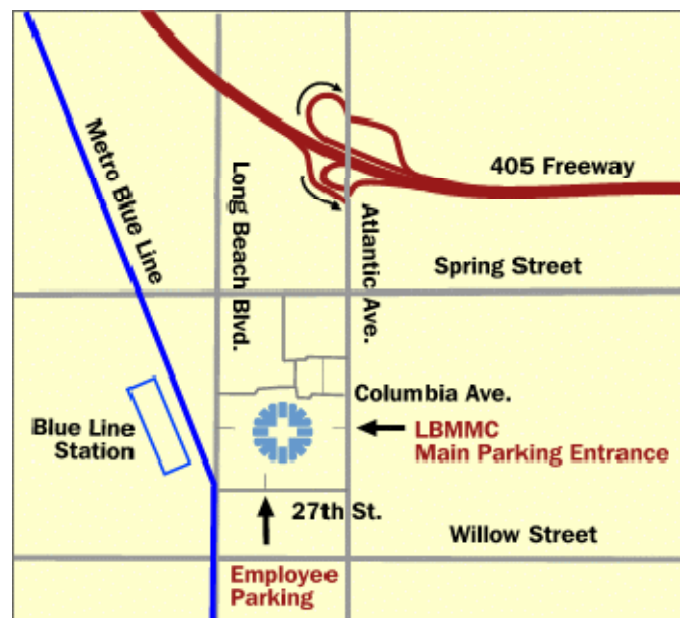 405 Freeway
Metro Blue Line
Long Beach Blvd.
Atlantic Ave.
Spring Street
Columbia Ave.
Blue Line
Station
LBMMC
Main Parking Entrance
27th St.
Willow Street
Employee
Parking